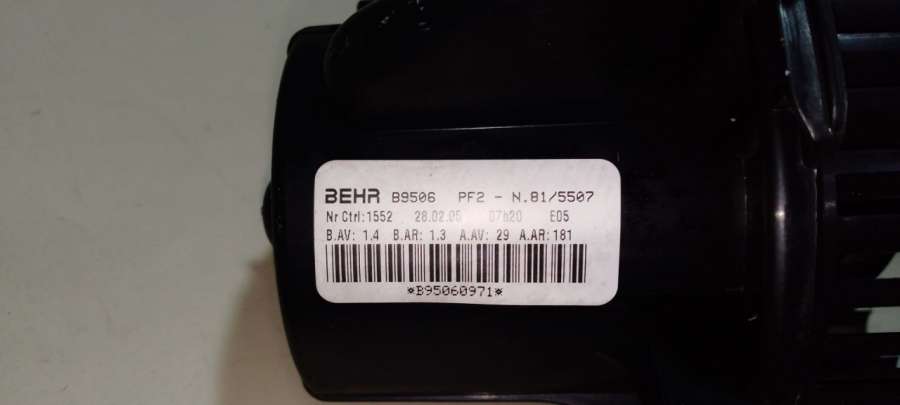 BEHR B9506 PF2 - N.81/5507
Nr Ctrl:1552 28.02.05 07h20 E05
B.AV: 1.4 B.AR: 1.3 A.AV: 29 A.AR: 181
*B95060971*